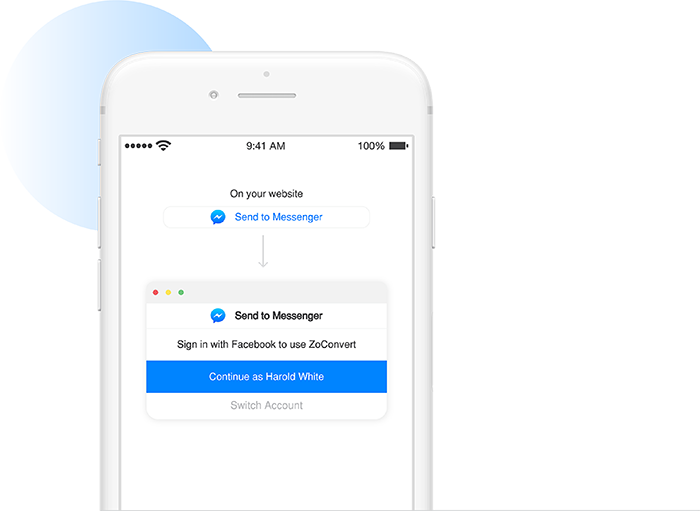 9:41 AM 100%
On your website
Send to Messenger
Send to Messenger
Sign in with Facebook to use ZoConvert
Continue as Harold White
Switch Account